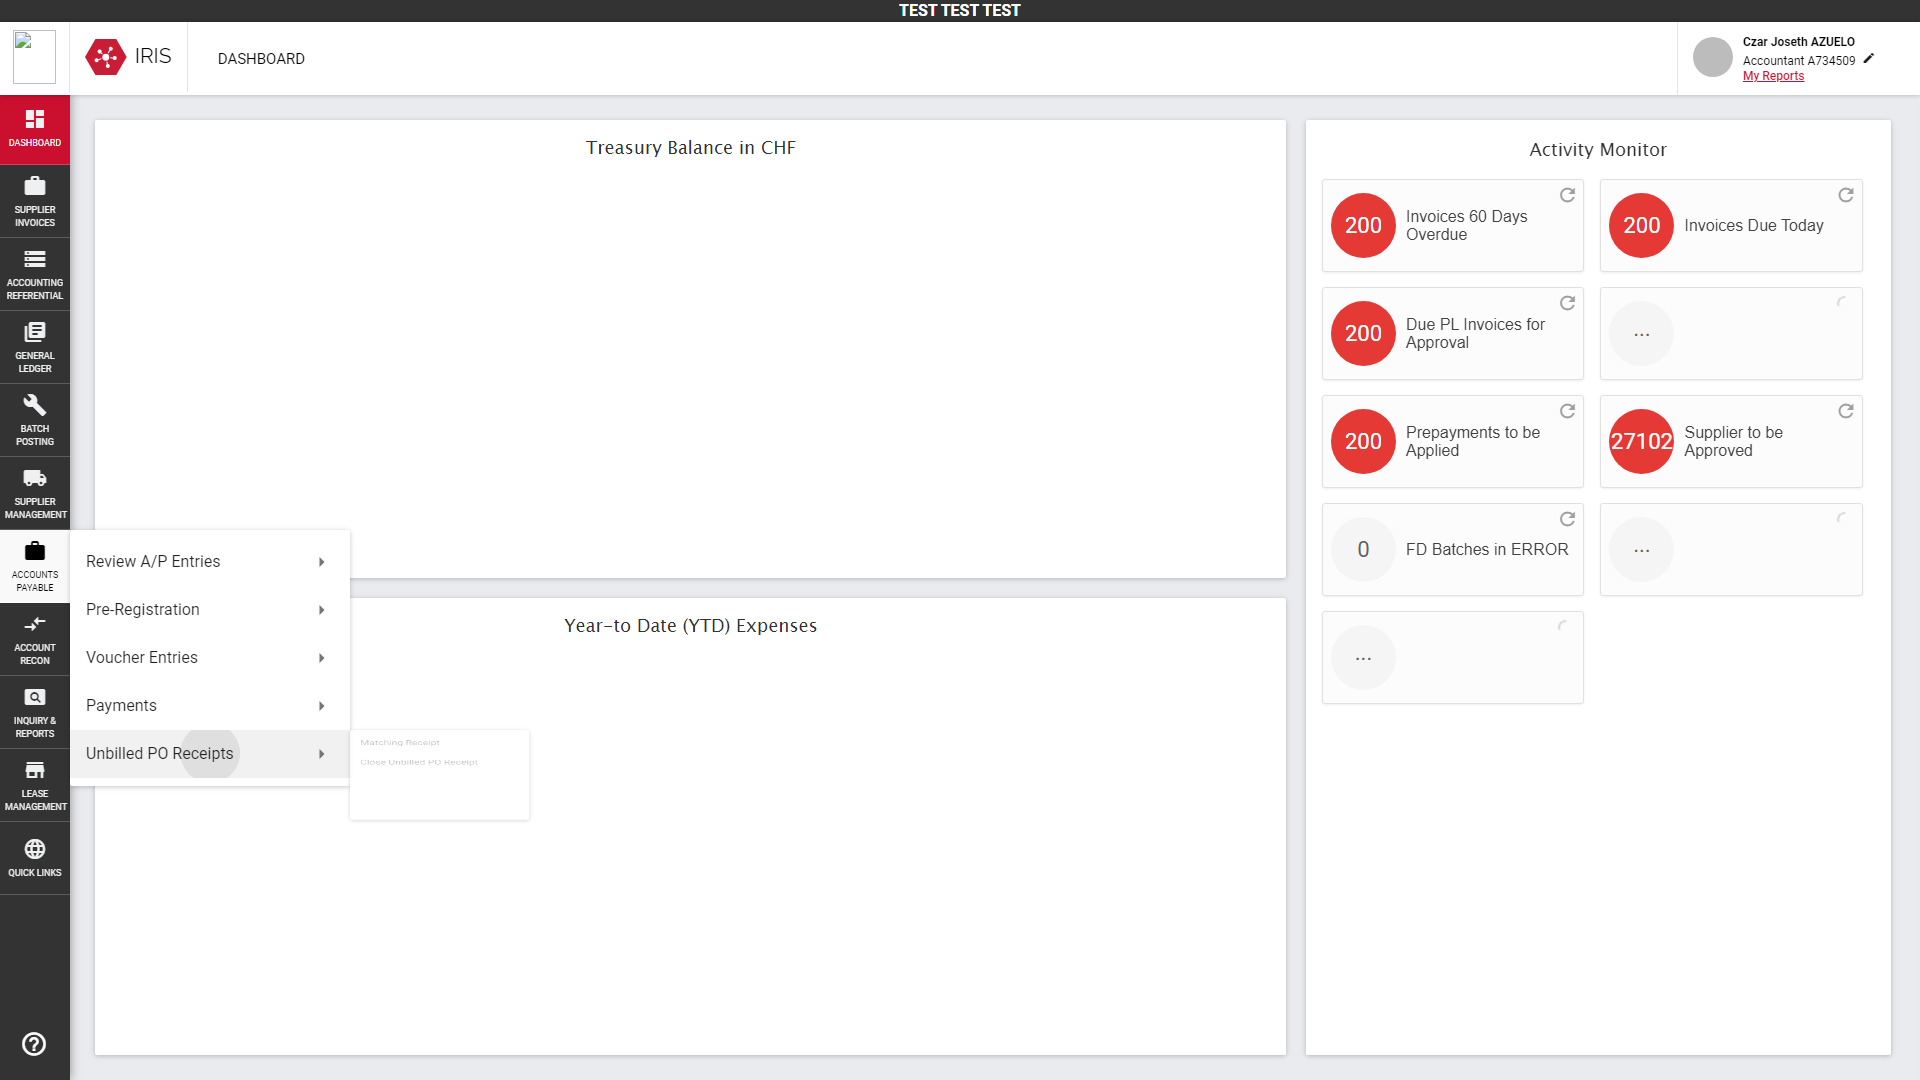 TEST TEST TEST
IRIS
DASHBOARD
Czar Joseth AZUELO
Accountant A734509
My Reports
DASHBOARD
SUPPLIER
INVOICES
ACCOUNTING
REFERENTIAL
GENERAL
LEDGER
BATCH
POSTING
SUPPLIER
MANAGEMENT
ACCOUNTS
PAYABLE
ACCOUNT
RECON
INQUIRY &
REPORTS
LEASE
MANAGEMENT
QUICK LINKS
Review A/P Entries
Pre-Registration
Voucher Entries
Payments
Unbilled PO Receipts
Matching Receipt
Close Unbilled PO Receipt
Treasury Balance in CHF
Year-to Date (YTD) Expenses
Activity Monitor
200
Invoices 60 Days
Overdue
200
Invoices Due Today
200
Due PL Invoices for
Approval
...
200
Prepayments to be
Applied
27102
Supplier to be
Approved
0
FD Batches in ERROR
...
...